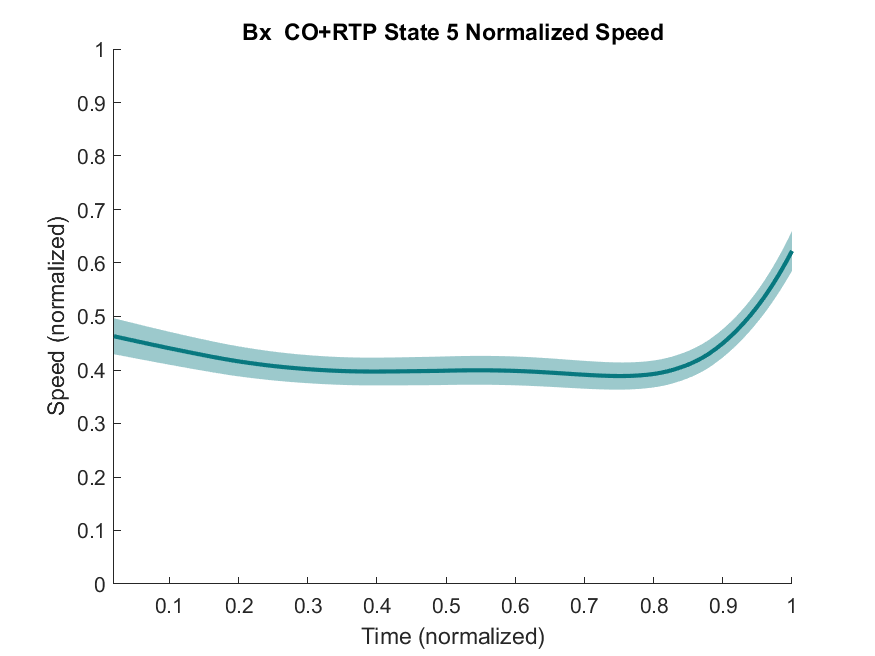 Bx  CO+RTP State 5 Normalized Speed
1
0.9
0.8
0.7
0.6
0.5
0.4
0.3
0.2
0.1
0
Speed (normalized)
0.1 0.2 0.3 0.4 0.5 0.6 0.7 0.8 0.9 1
Time (normalized)